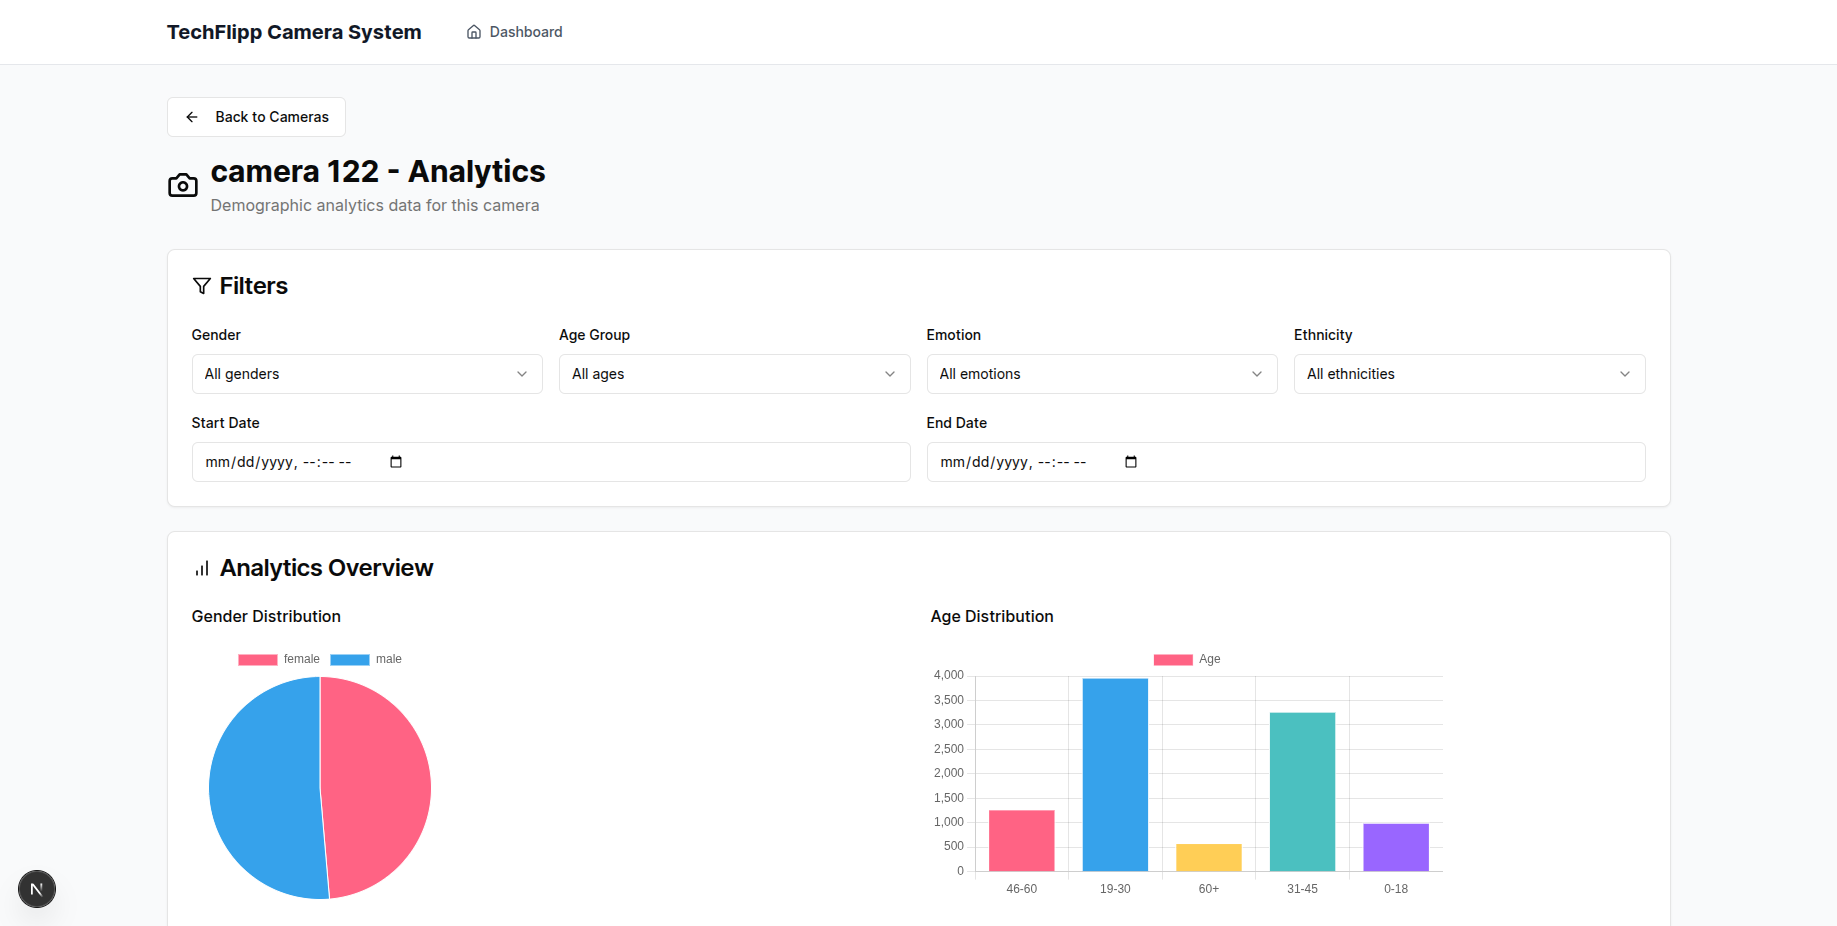 TechFlipp Camera System
Dashboard
Back to Cameras
camera 122 - Analytics
Demographic analytics data for this camera
Filters
Gender
Age Group
Emotion
Ethnicity
All genders
All ages
All emotions
All ethnicities
Start Date
End Date
mm/dd/yyyy, --:-- --
mm/dd/yyyy, --:-- --
Analytics Overview
Gender Distribution
female
male
Age Distribution
Age
4,000
3,500
3,000
2,500
2,000
1,500
1,000
500
0
46-60
19-30
60+
31-45
0-18
N